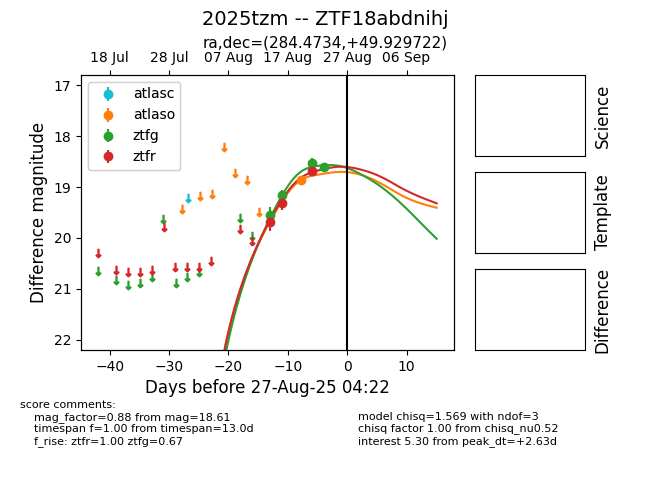 2025tzm -- ZTF18abdnihj
ra,dec=(284.4734,+49.929722)
18 Jul 28 Jul 07 Aug 17 Aug 27 Aug 06 Sep
17
18
19
20
21
22
Difference magnitude
atlasc
atlaso
ztfg
ztfr
−40 −30 −20 −10 0 10
Days before 27-Aug-25 04:22
Science
Template
Difference
score comments:
mag_factor=0.88 from mag=18.61
timespan f=1.00 from timespan=13.0d
f_rise: ztfr=1.00 ztfg=0.67
model chisq=1.569 with ndof=3
chisq factor 1.00 from chisq_nu0.52
interest 5.30 from peak_dt=+2.63d